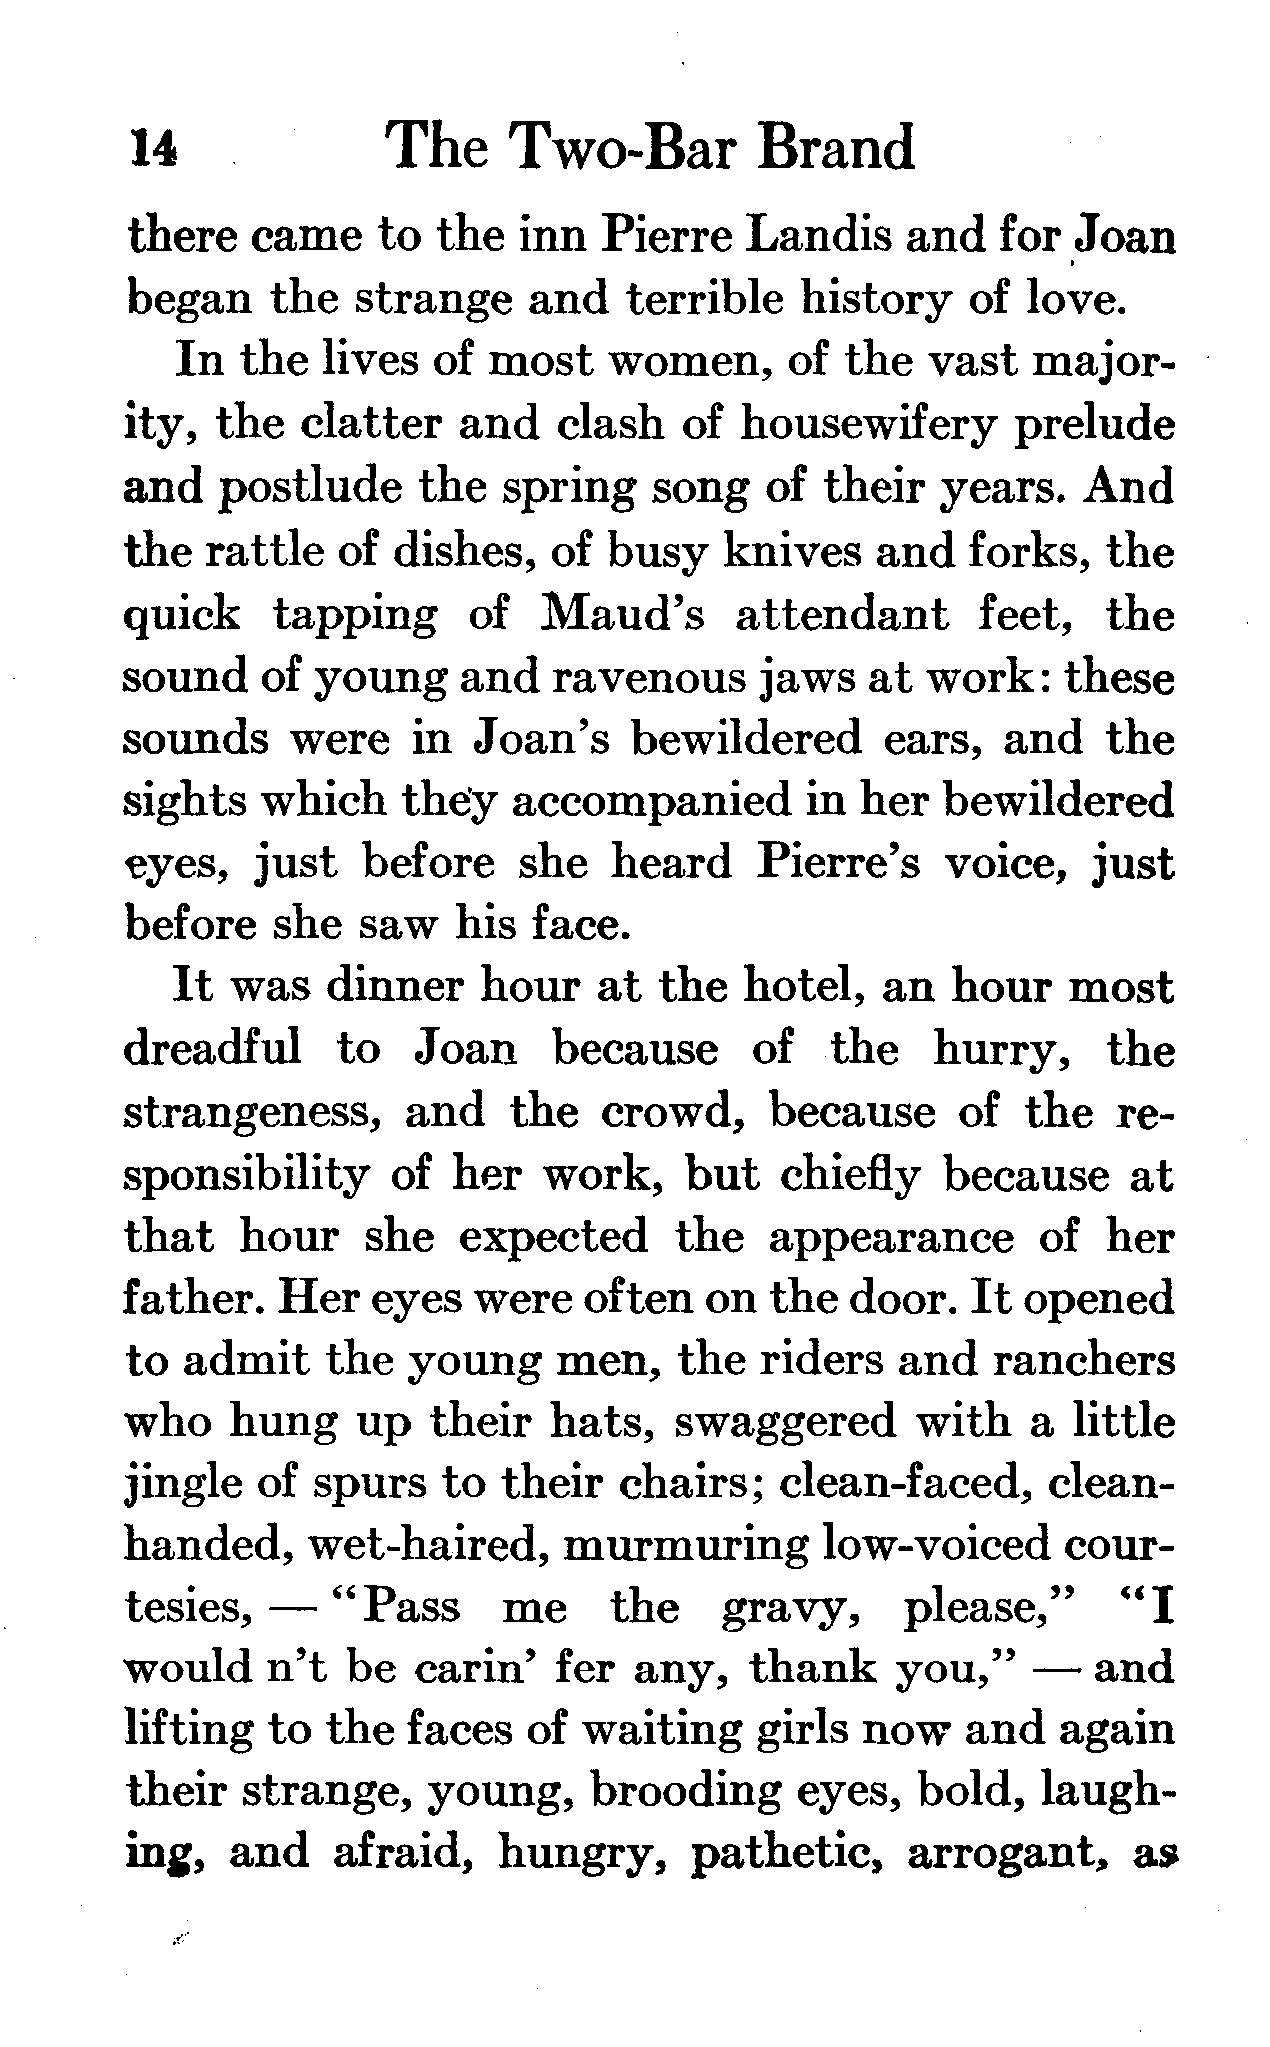 14 The Two-Bar Brand
there came to the inn Pierre Landis and for Joan
began the strange and terrible history of love.
In the lives of most women, of the vast major-
ity, the clatter and clash of housewifery prelude
and postlude the spring song of their years. And
the rattle of dishes, of busy knives and forks, the
quick tapping of Maud's attendant feet, the
sound of young and ravenous jaws at work: these
sounds were in Joan's bewildered ears, and the
sights which they accompanied in her bewildered
eyes, just before she heard Pierre's voice, just
before she saw his face.
It was dinner hour at the hotel, an hour most
dreadful to Joan because of the hurry, the
strangeness, and the crowd, because of the re-
sponsibility of her work, but chiefly because at
that hour she expected the appearance of her
father. Her eyes were often on the door. It opened
to admit the young men, the riders and ranchers
who hung up their hats, swaggered with a little
jingle of spurs to their chairs; clean-faced, clean-
handed, wet-haired, murmuring low-voiced cour-
tesies, — “Pass me the gravy, please,” “I
would n't be carin' fer any, thank you,” — and
lifting to the faces of waiting girls now and again
their strange, young, brooding eyes, bold, laugh-
ing, and afraid, hungry, pathetic, arrogant, as